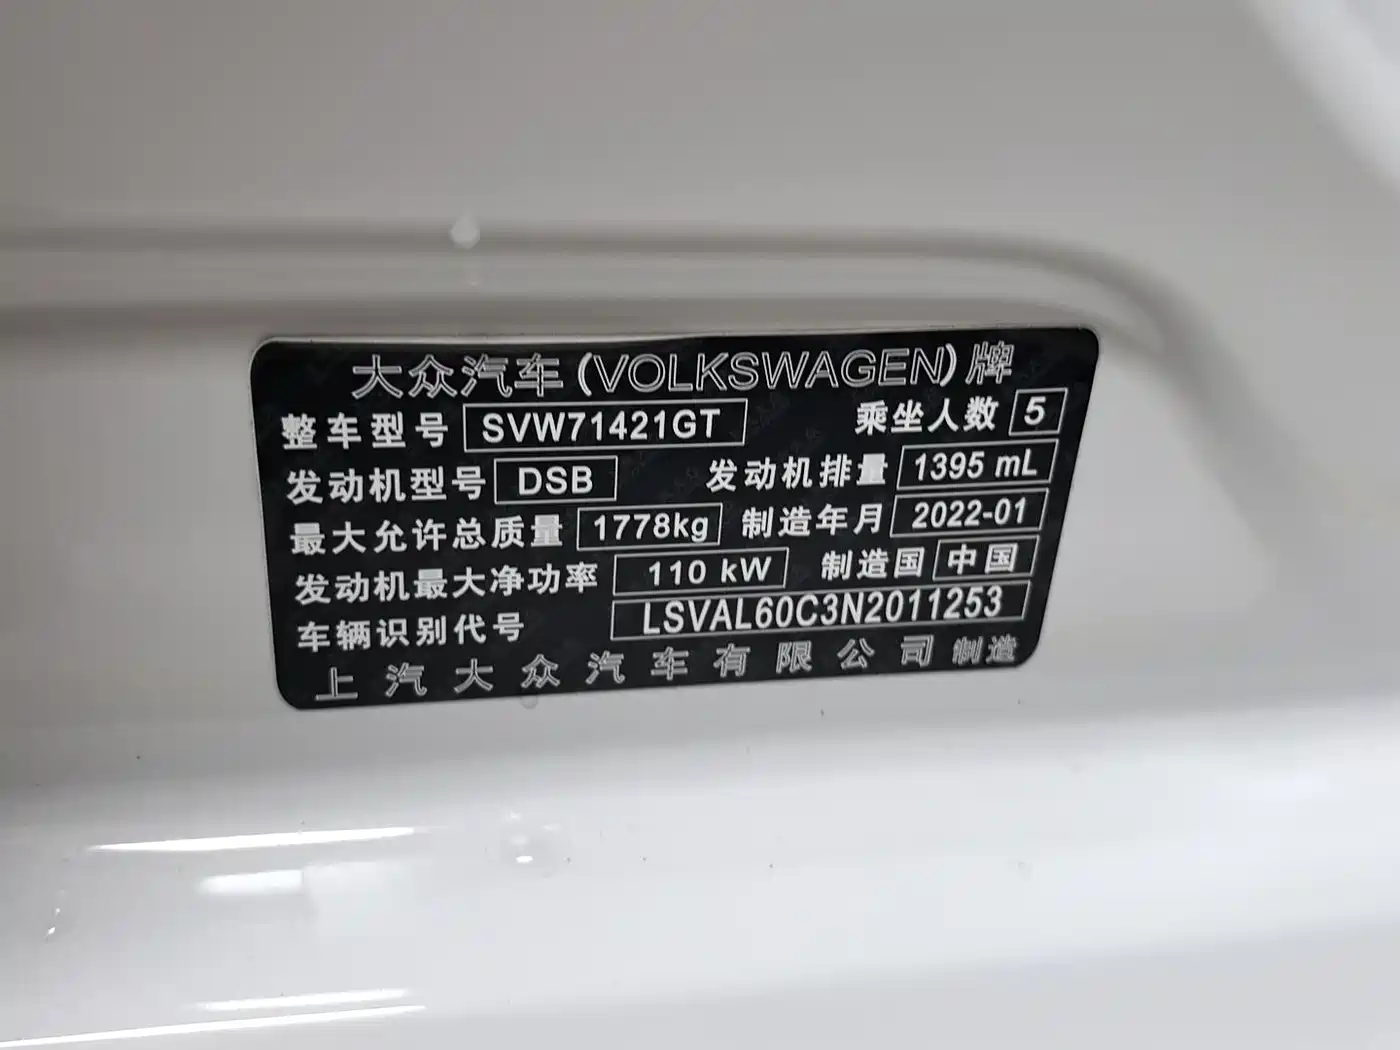 大众汽车(VOLKSWAGEN)牌
整车型号 SVW71421GT 乘坐人数 5
发动机型号 DSB 发动机排量 1395 mL
最大允许总质量 1778kg 制造年月 2022-01
发动机最大净功率 110 kW 制造国 中国
车辆识别代号 LSVAL60C3N2011253
上汽大众汽车有限公司制造